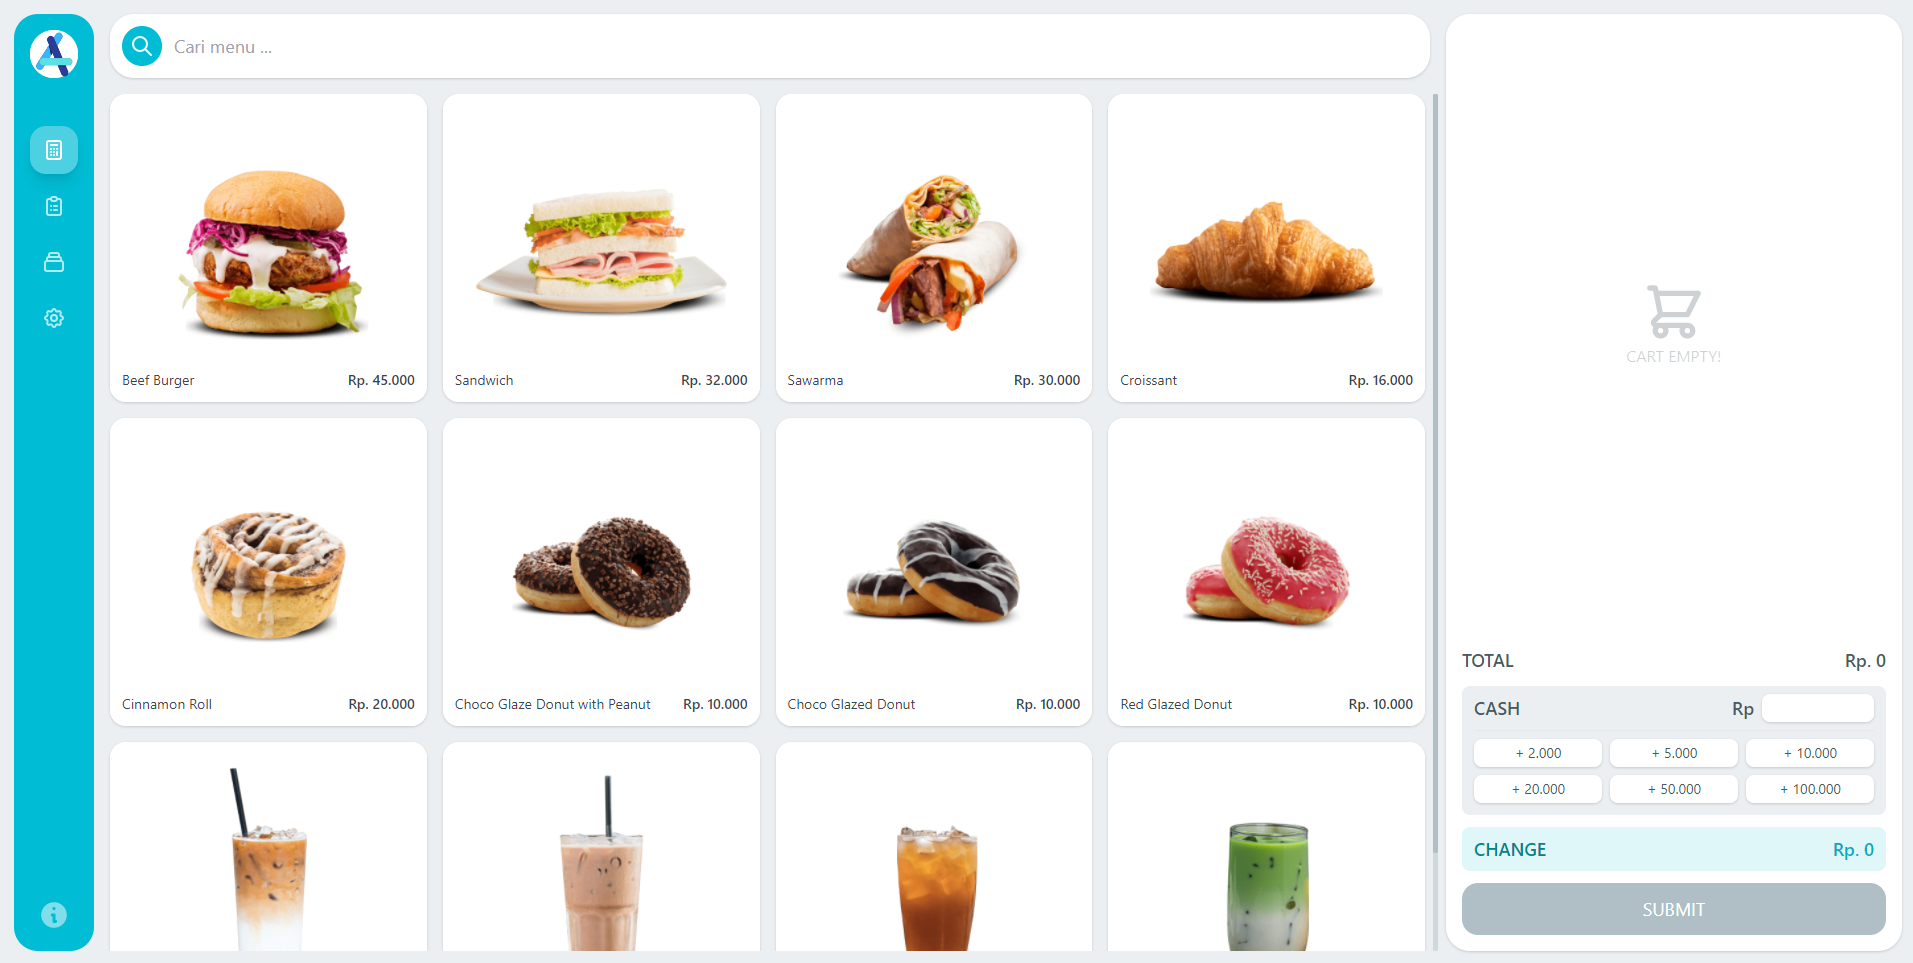 Cari menu ...
Beef Burger Rp. 45.000
Sandwich Rp. 32.000
Sawarma Rp. 30.000
Croissant Rp. 16.000
Cinnamon Roll Rp. 20.000
Choco Glaze Donut with Peanut Rp. 10.000
Choco Glazed Donut Rp. 10.000
Red Glazed Donut Rp. 10.000
CART EMPTY!
TOTAL Rp. 0
CASH Rp
+ 2.000 + 5.000 + 10.000
+ 20.000 + 50.000 + 100.000
CHANGE Rp. 0
SUBMIT